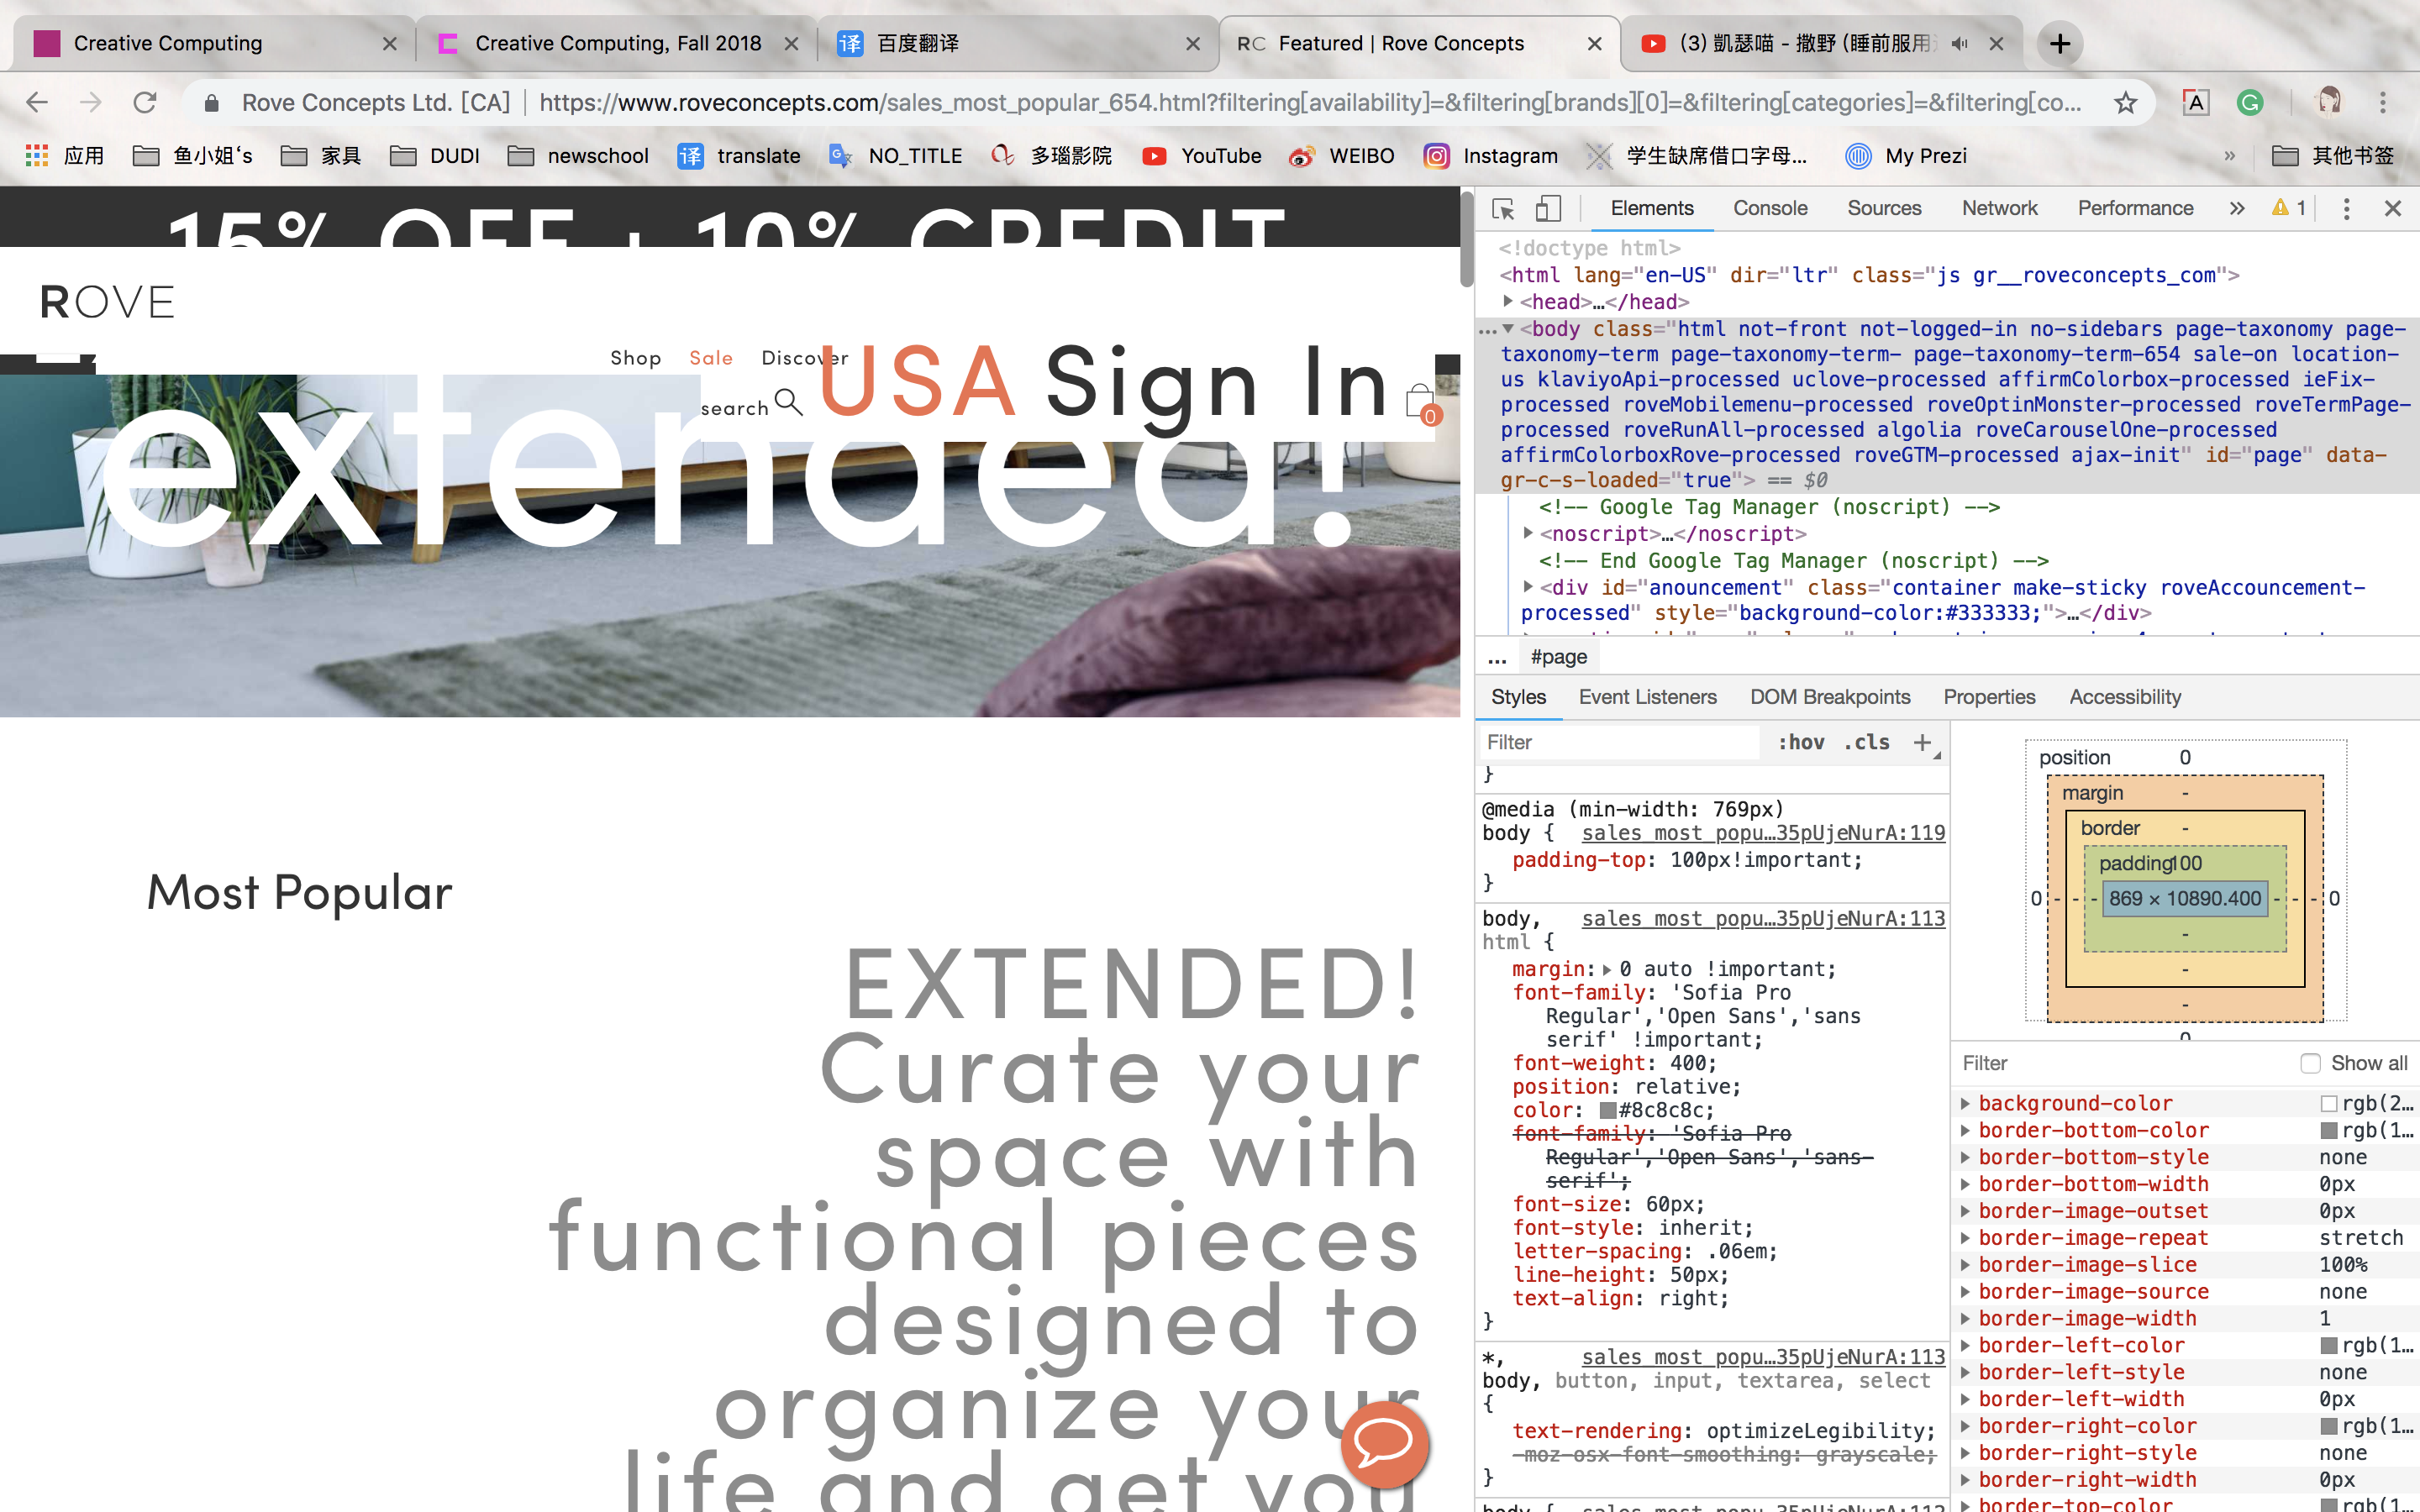 Creative Computing
Creative Computing, Fall 2018
译 百度翻译
RC Featured | Rove Concepts
(3) 凱瑟喵 - 撒野 (睡前服用
Rove Concepts Ltd. [CA] | https://www.roveconcepts.com/sales_most_popular_654.html?filtering[availability]=&filtering[brands][0]=&filtering[categories]=&filtering[co...
应用 鱼小姐‘s 家具 DUDI newschool 译 translate NO_TITLE 多瑙影院 YouTube WEIBO Instagram 学生缺席借口字母... My Prezi » 其他书签
15% OFF + 10% CREDIT
ROVE
Shop Sale Discover USA Sign In
search 0
extended!
Most Popular
EXTENDED!
Curate your
space with
functional pieces
designed to
organize your
life and get you
Elements Console Sources Network Performance » 1
<!doctype html>
<html lang="en-US" dir="ltr" class="js gr__roveconcepts_com">
<head>…</head>
…<body class="html not-front not-logged-in no-sidebars page-taxonomy page-
taxonomy-term page-taxonomy-term- page-taxonomy-term-654 sale-on location-
us klaviyoApi-processed uclove-processed affirmColorbox-processed ieFix-
processed roveMobilemenu-processed roveOptinMonster-processed roveTermPage-
processed roveRunAll-processed algolia roveCarouselOne-processed
affirmColorboxRove-processed roveGTM-processed ajax-init" id="page" data-
gr-c-s-loaded="true"> == $0
<!-- Google Tag Manager (noscript) -->
<noscript>…</noscript>
<!-- End Google Tag Manager (noscript) -->
<div id="anouncement" class="container make-sticky roveAccouncement-
processed" style="background-color:#333333;">…</div>
... #page
Styles Event Listeners DOM Breakpoints Properties Accessibility
Filter :hov .cls +
}
@media (min-width: 769px)
body { sales_most_popu…35pUjeNurA:119
padding-top: 100px!important;
}
body, sales_most_popu…35pUjeNurA:113
html {
margin: 0 auto !important;
font-family: 'Sofia Pro
Regular','Open Sans','sans
serif' !important;
font-weight: 400;
position: relative;
color: #8c8c8c;
font-family: 'Sofia Pro
Regular','Open Sans','sans-
serif';
font-size: 60px;
font-style: inherit;
letter-spacing: .06em;
line-height: 50px;
text-align: right;
}
*, sales_most_popu…35pUjeNurA:113
body, button, input, textarea, select
{
text-rendering: optimizeLegibility;
-moz-osx-font-smoothing: grayscale;
}
body { sales_most_popu…35pUjeNurA:112
position 0
margin -
border -
padding 100
0 - - - 869 × 10890.400 - - - 0
-
-
-
0
Filter Show all
background-color rgb(2…
border-bottom-color rgb(1…
border-bottom-style none
border-bottom-width 0px
border-image-outset 0px
border-image-repeat stretch
border-image-slice 100%
border-image-source none
border-image-width 1
border-left-color rgb(1…
border-left-style none
border-left-width 0px
border-right-color rgb(1…
border-right-style none
border-right-width 0px
border-top-color rgb(1…